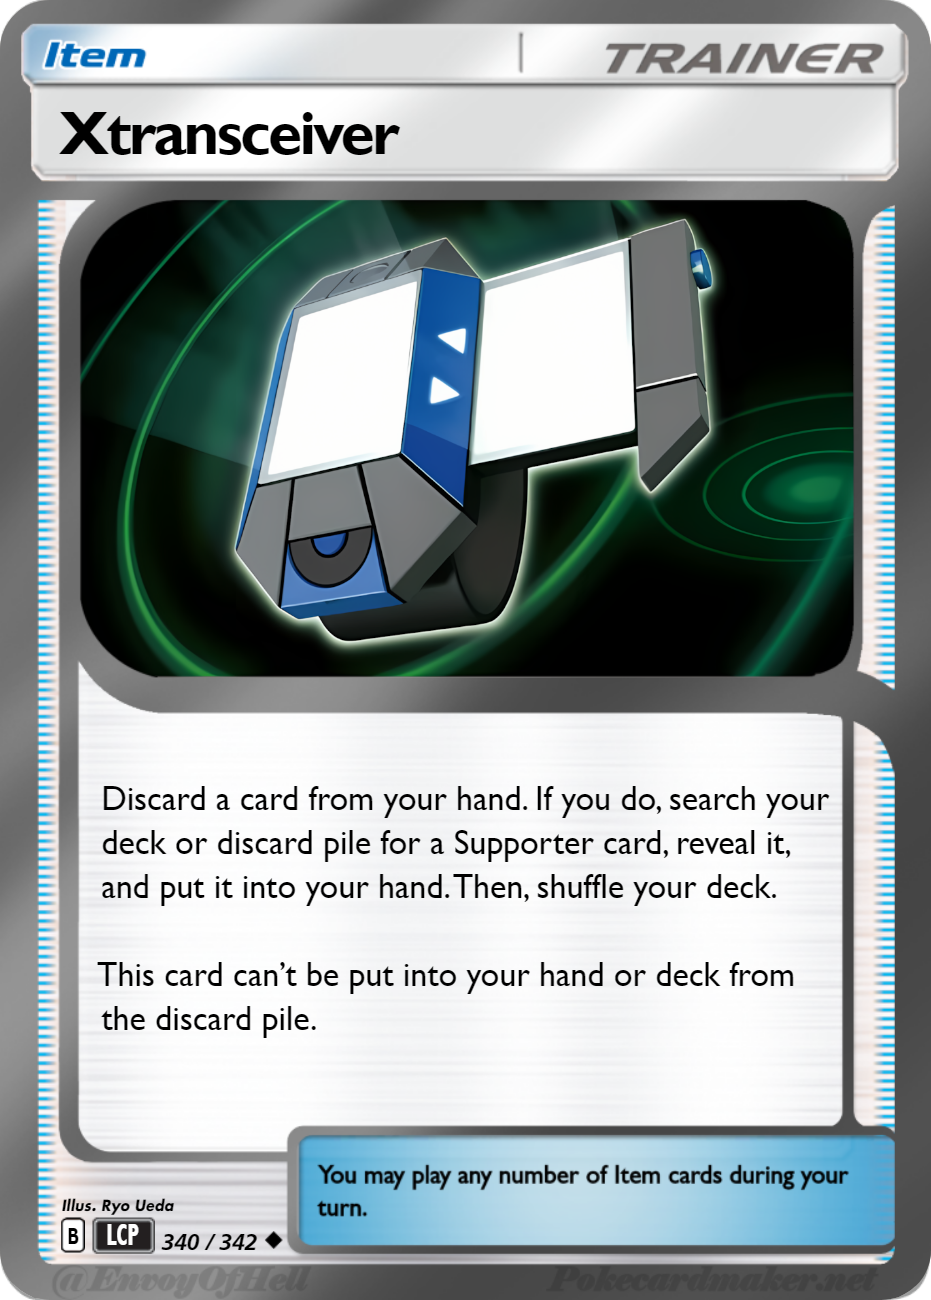 Item
TRAINER
Xtransceiver
Discard a card from your hand. If you do, search your
deck or discard pile for a Supporter card, reveal it,
and put it into your hand. Then, shuffle your deck.
This card can't be put into your hand or deck from
the discard pile.
You may play any number of Item cards during your
turn.
Illus. Ryo Ueda
B LCP 340 / 342
@EnvoyOfHell
Pokecardmaker.net